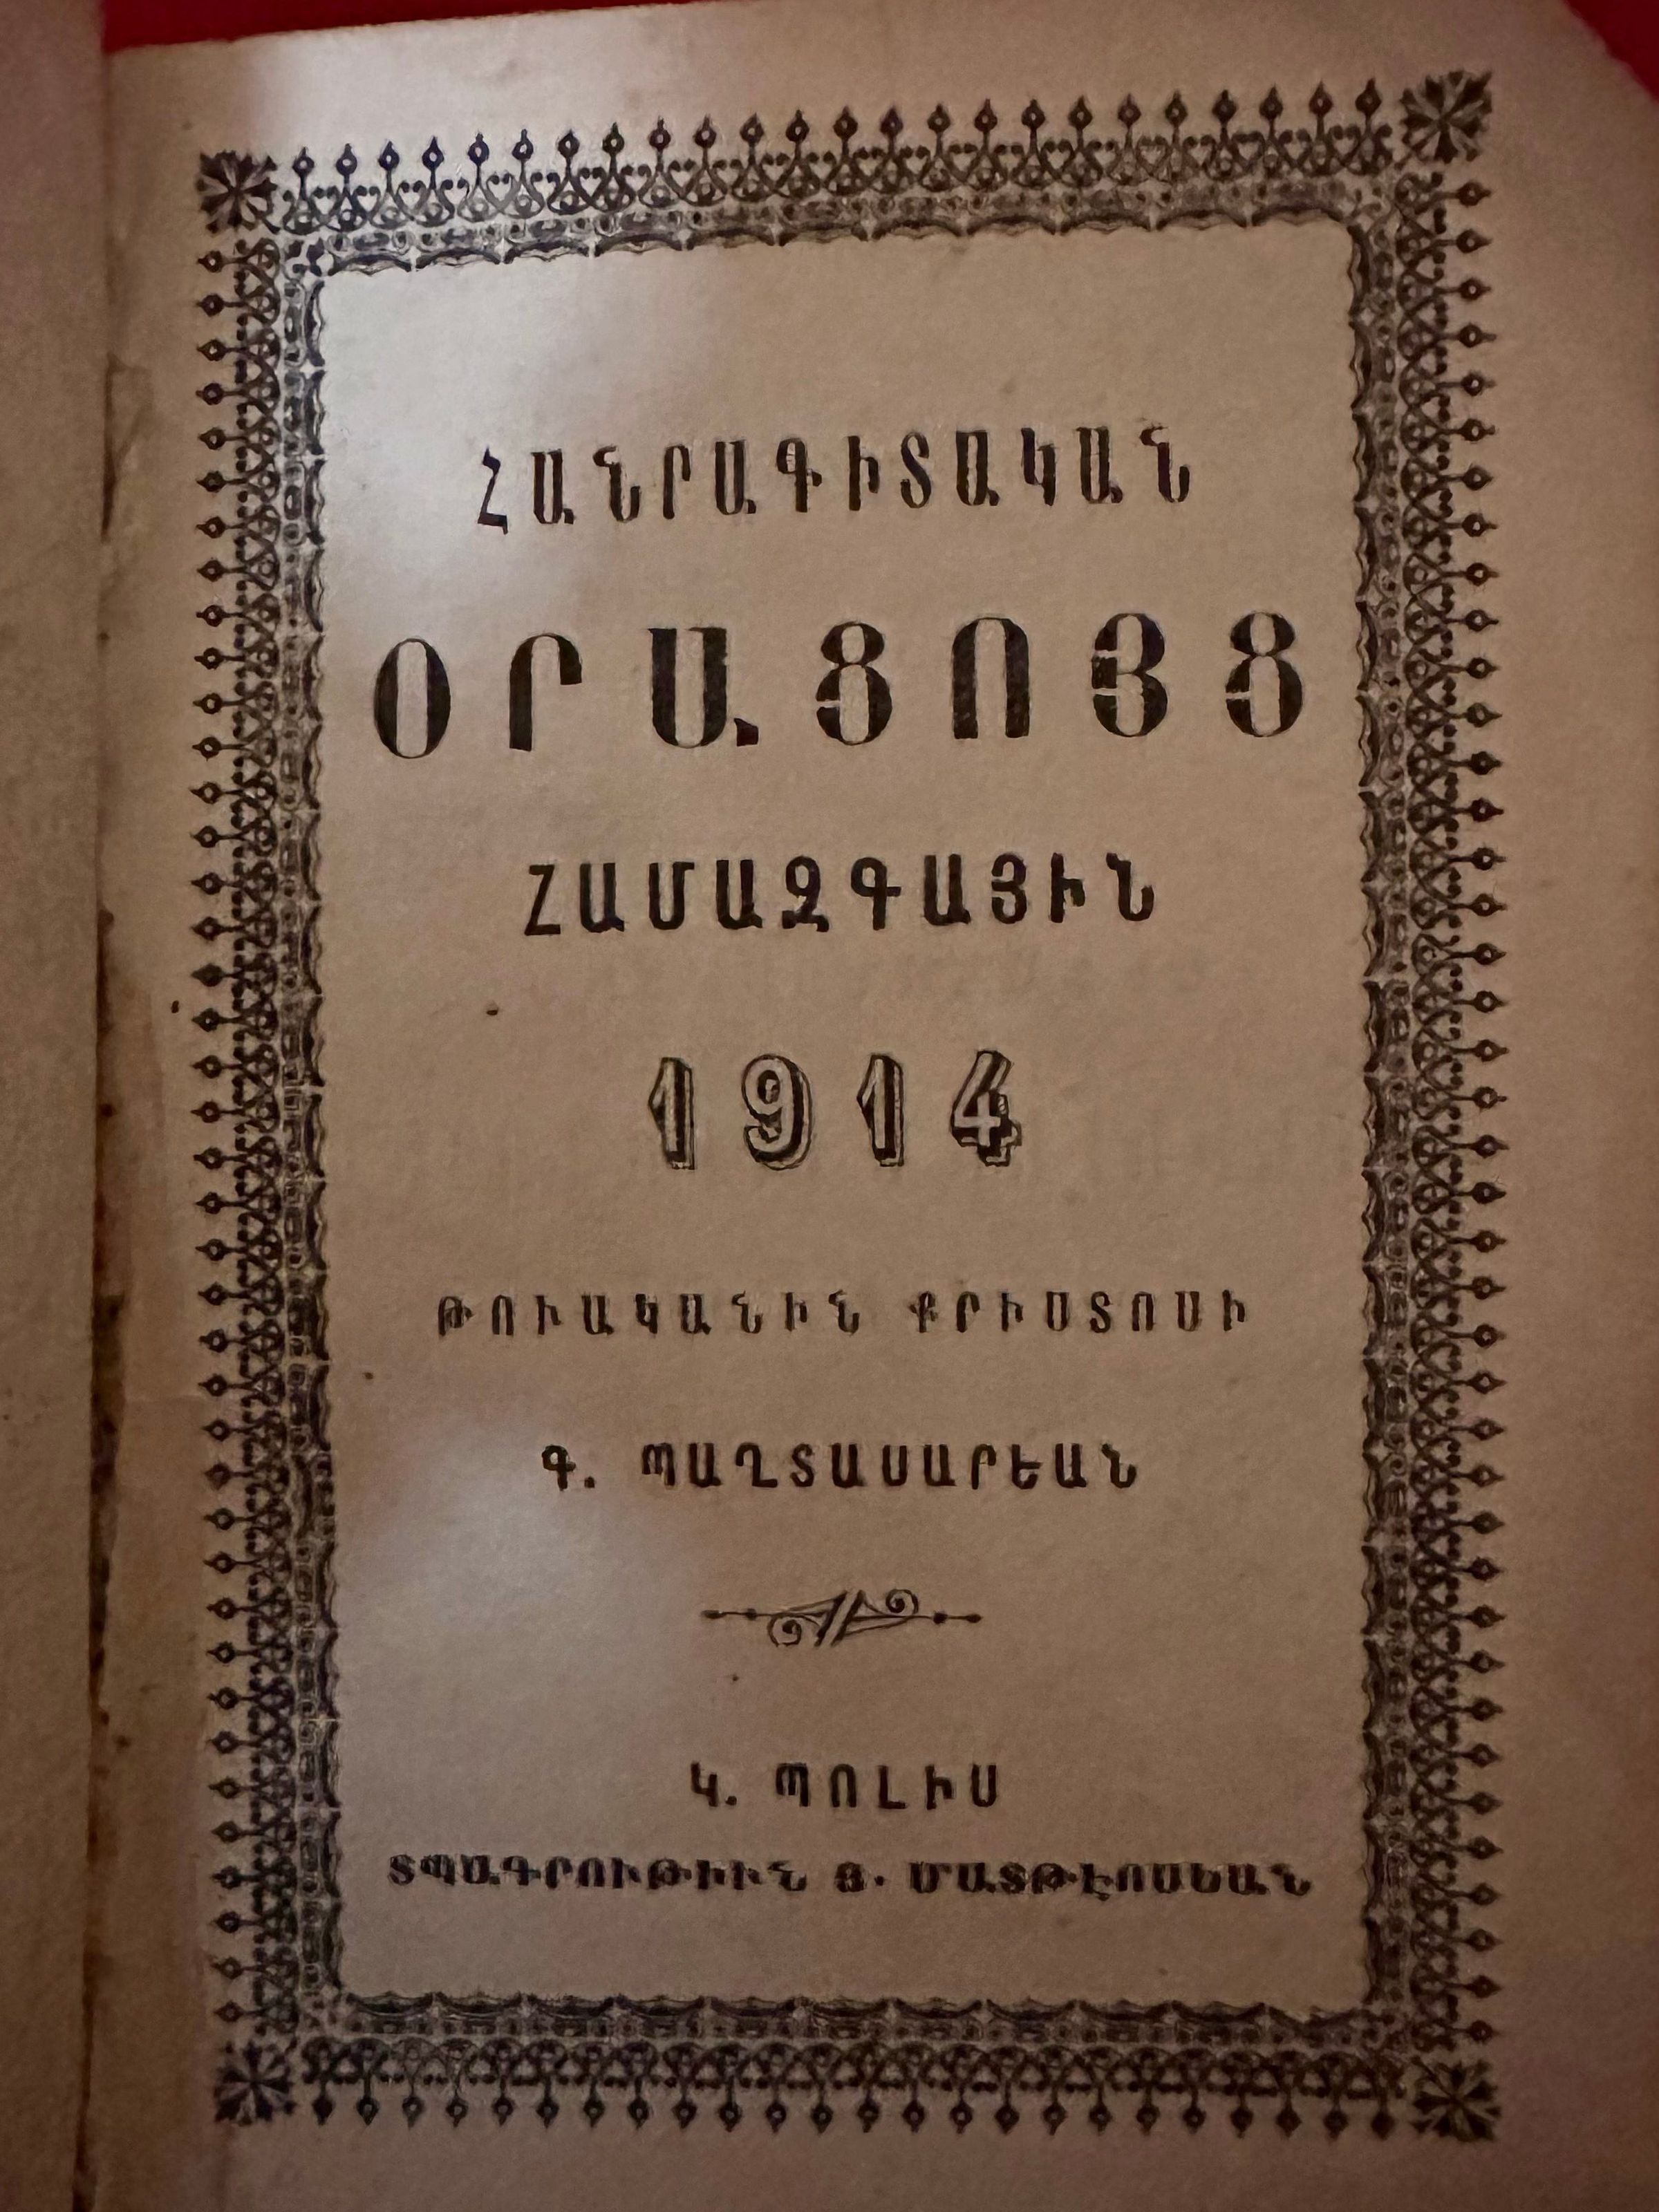 ՀԱՆՐԱԳԻՏԱԿԱՆ
ՕՐԱՑՈՅՑ
ՀԱՄԱԶԳԱՅԻՆ
1914
ԹՈՒԱԿԱՆԻՆ ՔՐԻՍՏՈՍԻ
Գ. ՊԱՂՏԱՍԱՐԵԱՆ
Կ. ՊՈԼԻՍ
ՏՊԱԳՐՈՒԹԻՒՆ Յ. ՄԱՏԹԷՈՍԵԱՆ